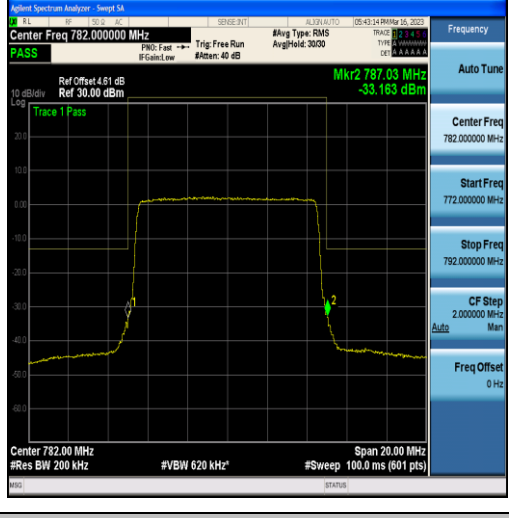 Agilent Spectrum Analyzer - Swept SA
RL RF 50 Ω AC SENSE:INT ALIGN AUTO 05:43:14 PM Mar 16, 2023
Center Freq 782.000000 MHz
PASS
PNO: Fast
IFGain:Low
Trig: Free Run
#Atten: 40 dB
#Avg Type: RMS
Avg|Hold: 30/30
TRACE 1 2 3 4 5 6
TYPE A
DET A A A A A A
Frequency
Mkr2 787.03 MHz
-33.163 dBm
Ref Offset 4.61 dB
Ref 30.00 dBm
10 dB/div
Log
Trace 1 Pass
20.0
10.0
0.00
-10.0
-20.0
-30.0
-40.0
-50.0
-60.0
1
2
Center 782.00 MHz
Span 20.00 MHz
#Res BW 200 kHz
#VBW 620 kHz*
#Sweep 100.0 ms (601 pts)
MSG
STATUS
Auto Tune
Center Freq
782.000000 MHz
Start Freq
772.000000 MHz
Stop Freq
792.000000 MHz
CF Step
2.000000 MHz
Auto Man
Freq Offset
0 Hz